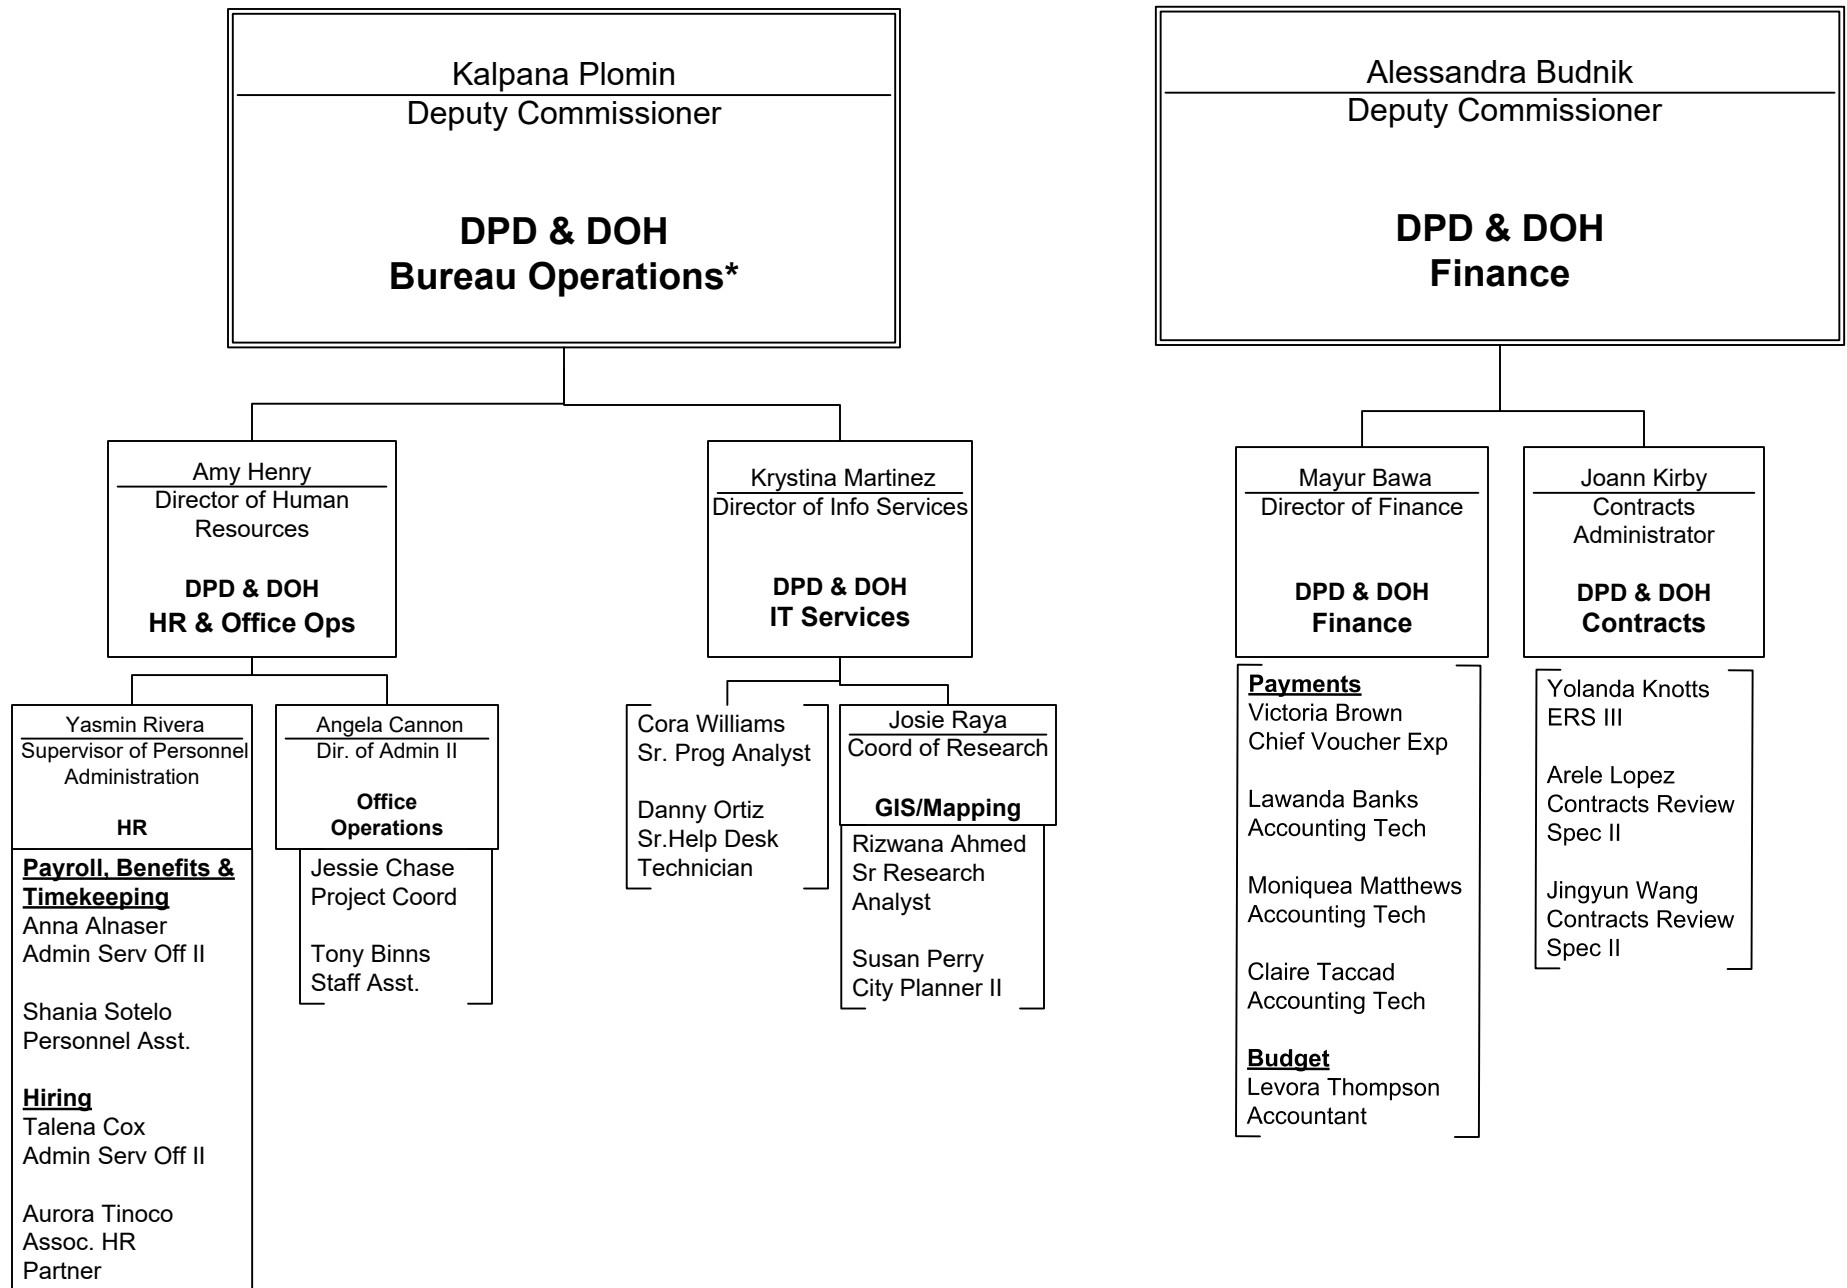 Kalpana Plomin
Deputy Commissioner
DPD & DOH
Bureau Operations*
Alessandra Budnik
Deputy Commissioner
DPD & DOH
Finance
Amy Henry
Director of Human
Resources
DPD & DOH
HR & Office Ops
Krystina Martinez
Director of Info Services
DPD & DOH
IT Services
Mayur Bawa
Director of Finance
DPD & DOH
Finance
Joann Kirby
Contracts
Administrator
DPD & DOH
Contracts
Yasmin Rivera
Supervisor of Personnel
Administration
HR
Payroll, Benefits &
Timekeeping
Anna Alnaser
Admin Serv Off II
Shania Sotelo
Personnel Asst.
Hiring
Talena Cox
Admin Serv Off II
Aurora Tinoco
Assoc. HR
Partner
Angela Cannon
Dir. of Admin II
Office
Operations
Jessie Chase
Project Coord
Tony Binns
Staff Asst.
Cora Williams
Sr. Prog Analyst
Danny Ortiz
Sr.Help Desk
Technician
Josie Raya
Coord of Research
GIS/Mapping
Rizwana Ahmed
Sr Research
Analyst
Susan Perry
City Planner II
Payments
Victoria Brown
Chief Voucher Exp
Lawanda Banks
Accounting Tech
Moniquea Matthews
Accounting Tech
Claire Taccad
Accounting Tech
Budget
Levora Thompson
Accountant
Yolanda Knotts
ERS III
Arele Lopez
Contracts Review
Spec II
Jingyun Wang
Contracts Review
Spec II